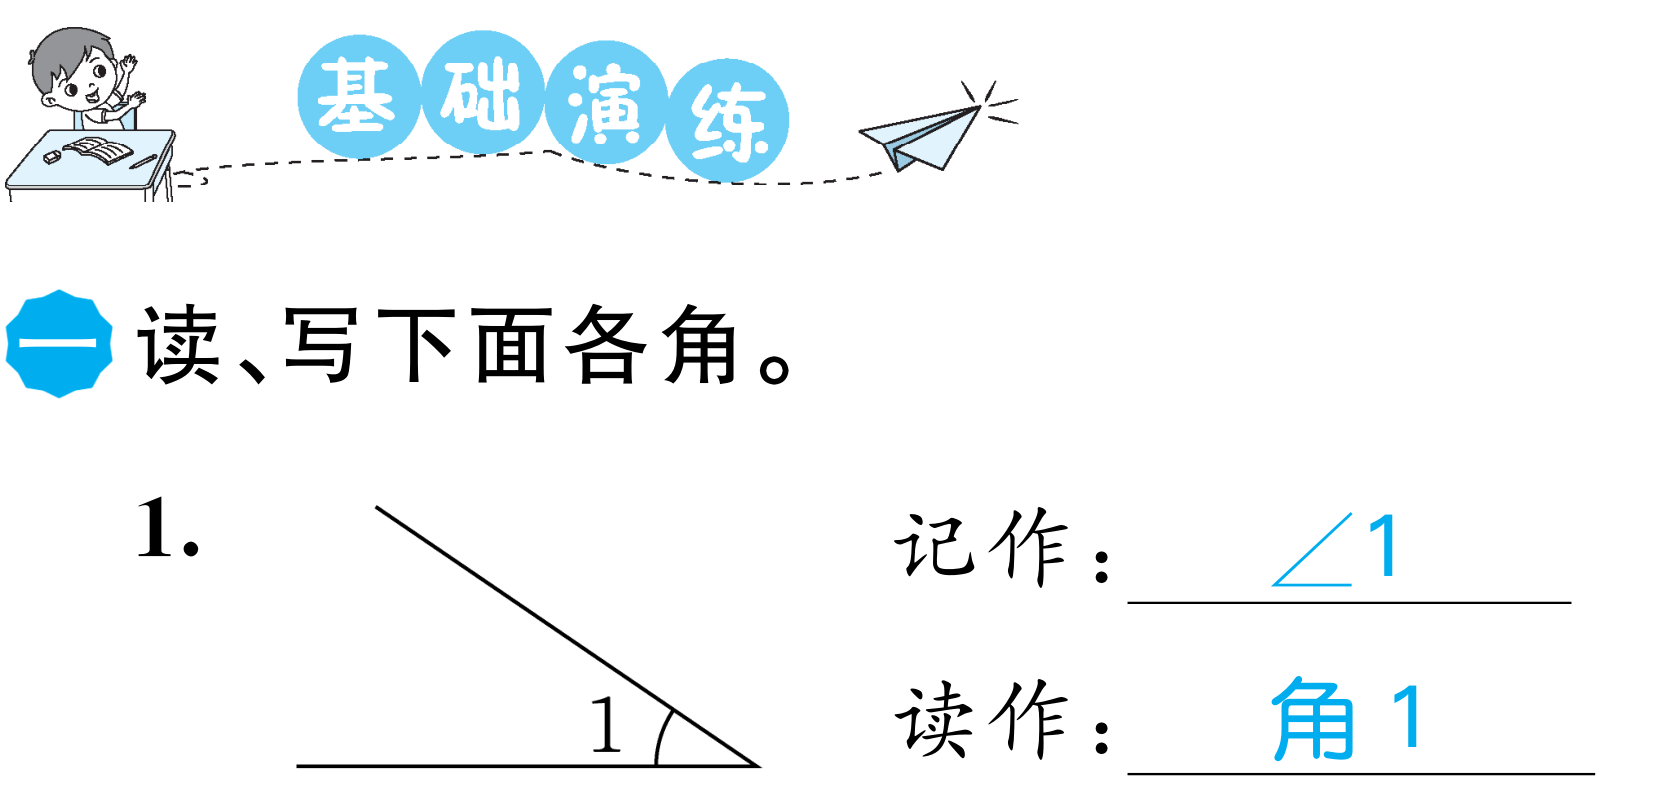 基础演练
一 读、写下面各角。
1.
记作：∠1
1
读作：角 1